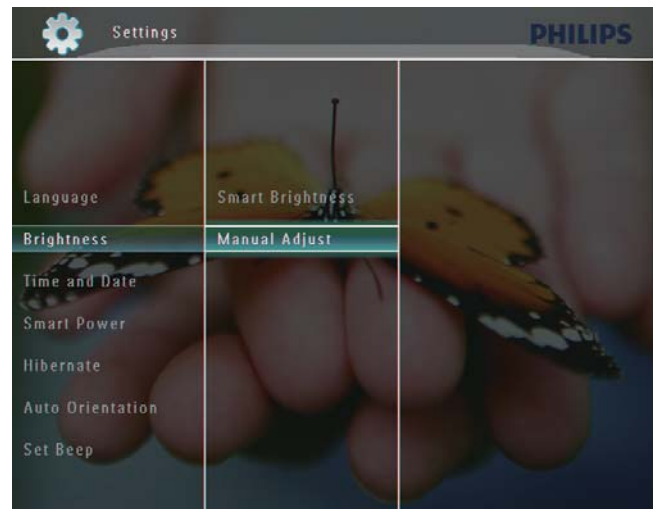 Settings
PHILIPS
Language
Smart Brightness
Brightness
Manual Adjust
Time and Date
Smart Power
Hibernate
Auto Orientation
Set Beep